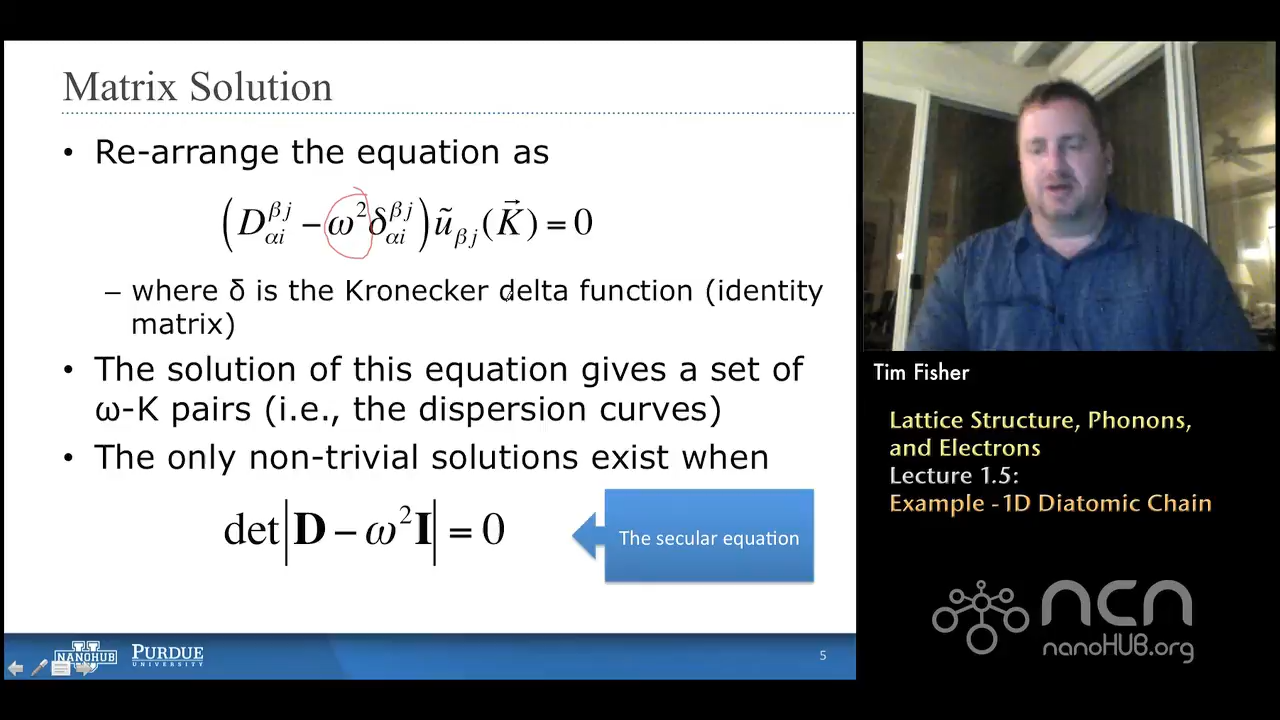 Matrix Solution
• Re-arrange the equation as
(D_{αi}^{βj} − ω²δ_{αi}^{βj}) ũ_{βj}(K⃗) = 0
– where δ is the Kronecker delta function (identity
matrix)
• The solution of this equation gives a set of
ω-K pairs (i.e., the dispersion curves)
• The only non-trivial solutions exist when
det|D − ω²I| = 0
The secular equation
nanoHUB
PURDUE
UNIVERSITY
5
Tim Fisher
Lattice Structure, Phonons,
and Electrons
Lecture 1.5:
Example -1D Diatomic Chain
ncn
nanoHUB.org